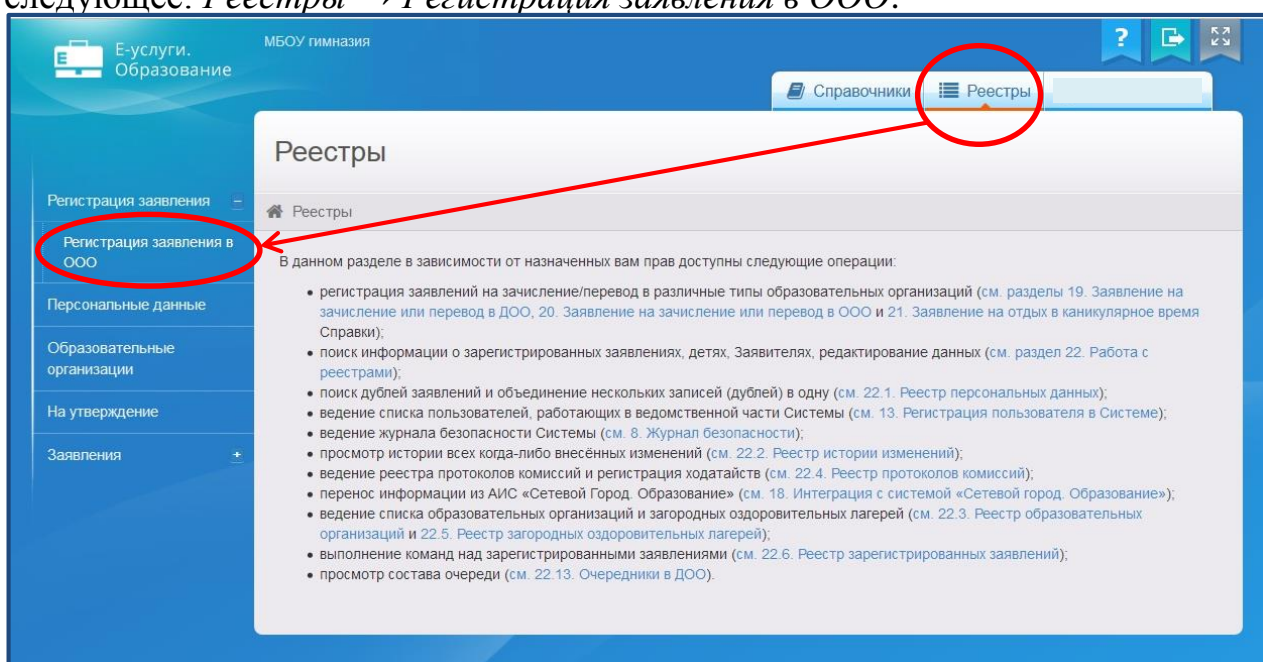 следующее: Реестры → Регистрация заявления в ООО.
Е-услуги.
Образование
МБОУ гимназия
?
Справочники
Реестры
Реестры
Регистрация заявления
Реестры
Регистрация заявления в
ООО
Персональные данные
Образовательные
организации
На утверждение
Заявления
В данном разделе в зависимости от назначенных вам прав доступны следующие операции:
• регистрация заявлений на зачисление/перевод в различные типы образовательных организаций (см. разделы 19. Заявление на
зачисление или перевод в ДОО, 20. Заявление на зачисление или перевод в ООО и 21. Заявление на отдых в каникулярное время
Справки);
• поиск информации о зарегистрированных заявлениях, детях, Заявителях, редактирование данных (см. раздел 22. Работа с
реестрами);
• поиск дублей заявлений и объединение нескольких записей (дублей) в одну (см. 22.1. Реестр персональных данных);
• ведение списка пользователей, работающих в ведомственной части Системы (см. 13. Регистрация пользователя в Системе);
• ведение журнала безопасности Системы (см. 8. Журнал безопасности);
• просмотр истории всех когда-либо внесённых изменений (см. 22.2. Реестр истории изменений);
• ведение реестра протоколов комиссий и регистрация ходатайств (см. 22.4. Реестр протоколов комиссий);
• перенос информации из АИС «Сетевой Город. Образование» (см. 18. Интеграция с системой «Сетевой город. Образование»);
• ведение списка образовательных организаций и загородных оздоровительных лагерей (см. 22.3. Реестр образовательных
организаций и 22.5. Реестр загородных оздоровительных лагерей);
• выполнение команд над зарегистрированными заявлениями (см. 22.6. Реестр зарегистрированных заявлений);
• просмотр состава очереди (см. 22.13. Очередники в ДОО).